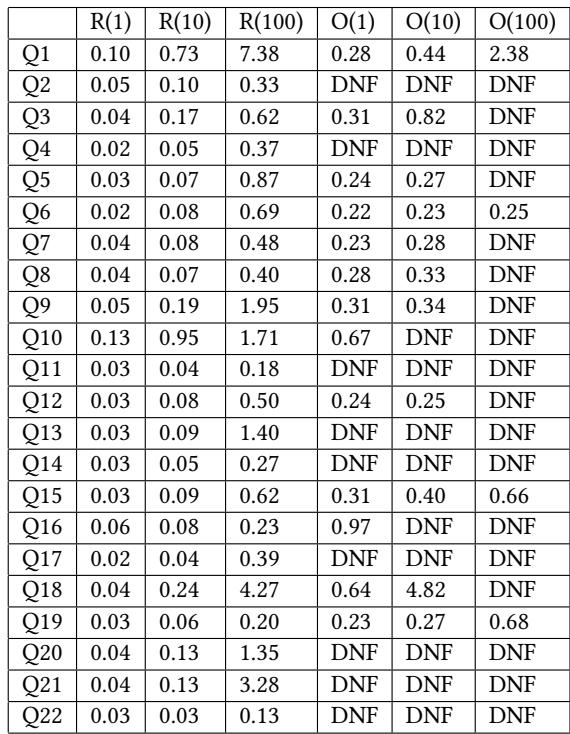 R(1) R(10) R(100) O(1) O(10) O(100)
Q1 0.10 0.73 7.38 0.28 0.44 2.38
Q2 0.05 0.10 0.33 DNF DNF DNF
Q3 0.04 0.17 0.62 0.31 0.82 DNF
Q4 0.02 0.05 0.37 DNF DNF DNF
Q5 0.03 0.07 0.87 0.24 0.27 DNF
Q6 0.02 0.08 0.69 0.22 0.23 0.25
Q7 0.04 0.08 0.48 0.23 0.28 DNF
Q8 0.04 0.07 0.40 0.28 0.33 DNF
Q9 0.05 0.19 1.95 0.31 0.34 DNF
Q10 0.13 0.95 1.71 0.67 DNF DNF
Q11 0.03 0.04 0.18 DNF DNF DNF
Q12 0.03 0.08 0.50 0.24 0.25 DNF
Q13 0.03 0.09 1.40 DNF DNF DNF
Q14 0.03 0.05 0.27 DNF DNF DNF
Q15 0.03 0.09 0.62 0.31 0.40 0.66
Q16 0.06 0.08 0.23 0.97 DNF DNF
Q17 0.02 0.04 0.39 DNF DNF DNF
Q18 0.04 0.24 4.27 0.64 4.82 DNF
Q19 0.03 0.06 0.20 0.23 0.27 0.68
Q20 0.04 0.13 1.35 DNF DNF DNF
Q21 0.04 0.13 3.28 DNF DNF DNF
Q22 0.03 0.03 0.13 DNF DNF DNF